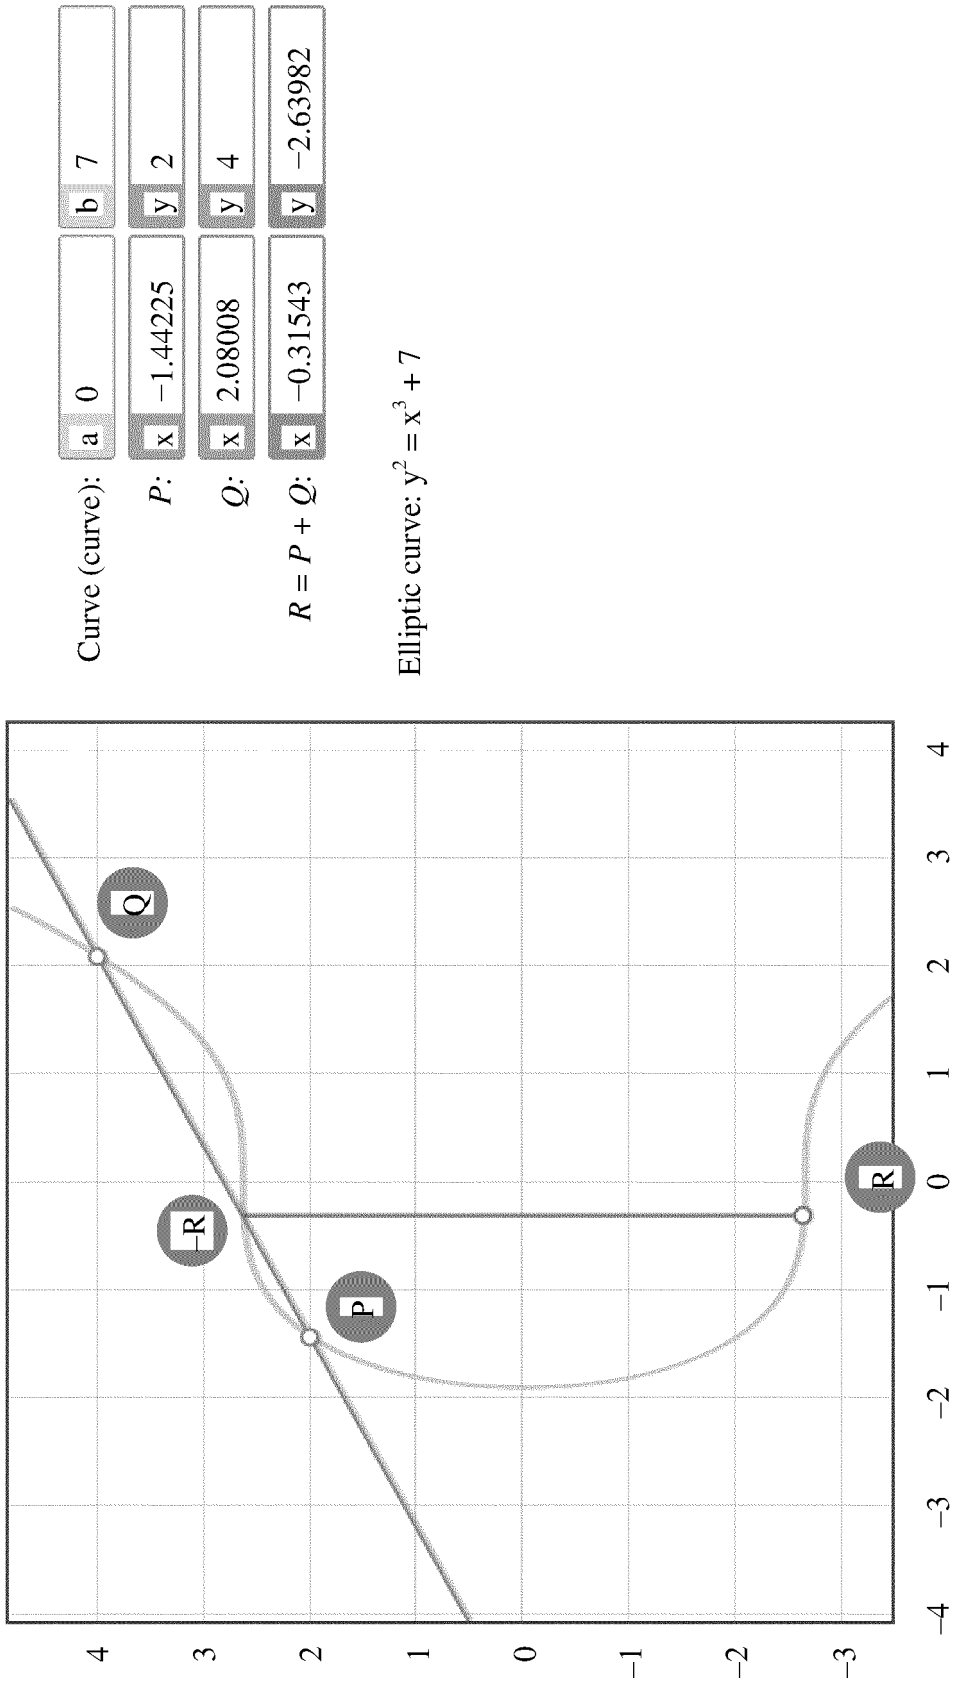 4
3
2
1
0
−1
−2
−3
−4
−3
−2
−1
0
1
2
3
4
−R
P
Q
R
Curve (curve): a 0 b 7
P: x −1.44225 y 2
Q: x 2.08008 y 4
R = P + Q: x −0.31543 y −2.63982
Elliptic curve: y² = x³ + 7